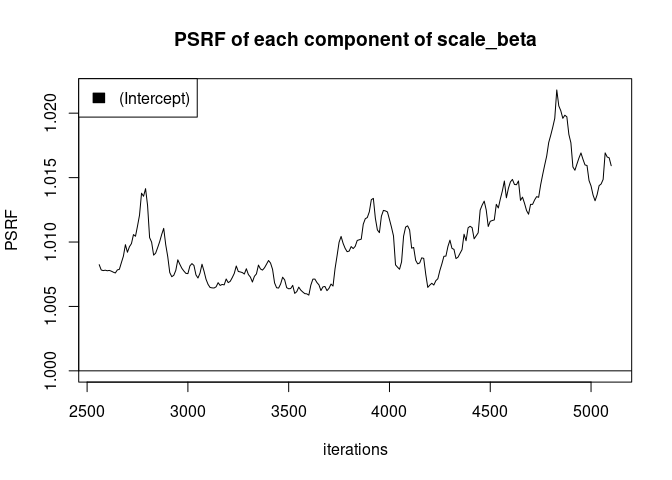 PSRF of each component of scale_beta
(Intercept)
PSRF
1.020
1.015
1.010
1.005
1.000
2500 3000 3500 4000 4500 5000
iterations